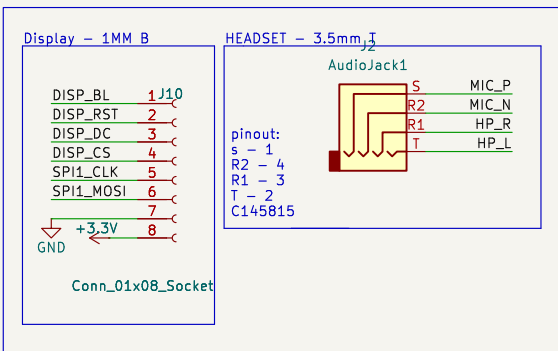 Display - 1MM B
J10
DISP_BL 1
DISP_RST 2
DISP_DC 3
DISP_CS 4
SPI1_CLK 5
SPI1_MOSI 6
7
+3.3V 8
GND
Conn_01x08_Socket
HEADSET - 3.5mm T
J2
AudioJack1
S MIC_P
R2 MIC_N
R1 HP_R
T HP_L
pinout:
s - 1
R2 - 4
R1 - 3
T - 2
C145815